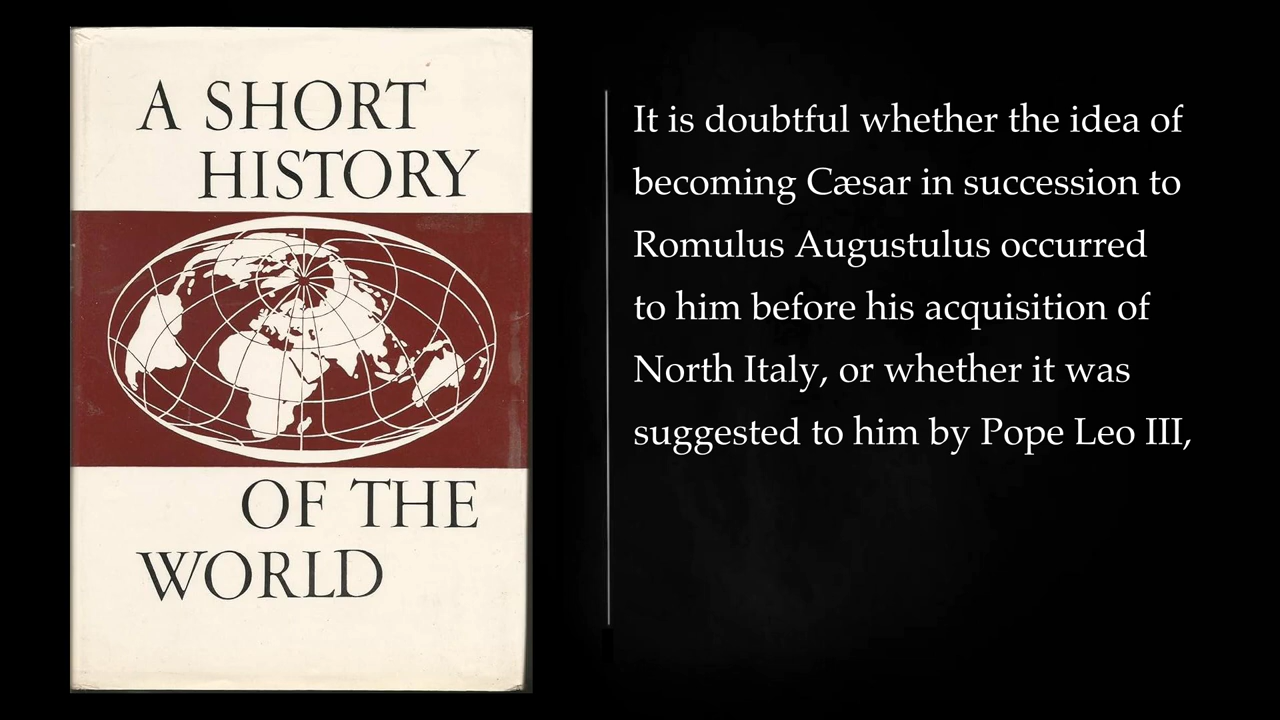 A SHORT
HISTORY
OF THE
WORLD
It is doubtful whether the idea of
becoming Cæsar in succession to
Romulus Augustulus occurred
to him before his acquisition of
North Italy, or whether it was
suggested to him by Pope Leo III,